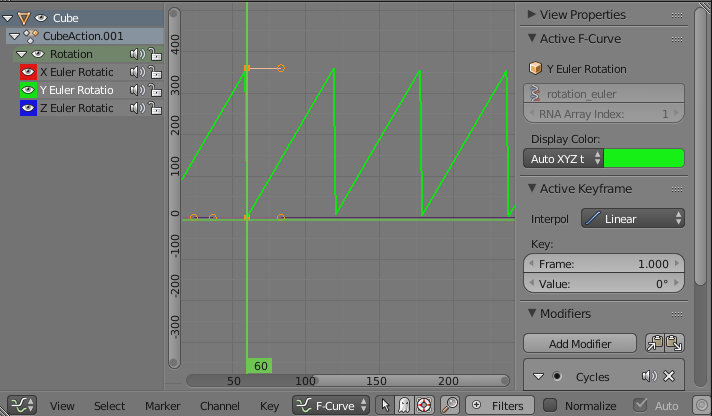 Cube
CubeAction.001
Rotation
X Euler Rotatic
Y Euler Rotatio
Z Euler Rotatic
400
300
200
100
0
-100
-200
-300
60
50
100
150
200
View Properties
Active F-Curve
Y Euler Rotation
rotation_euler
RNA Array Index: 1
Display Color:
Auto XYZ t
Active Keyframe
Interpol Linear
Key:
Frame: 1.000
Value: 0°
Modifiers
Add Modifier
Cycles
View Select Marker Channel Key F-Curve Filters Normalize Auto